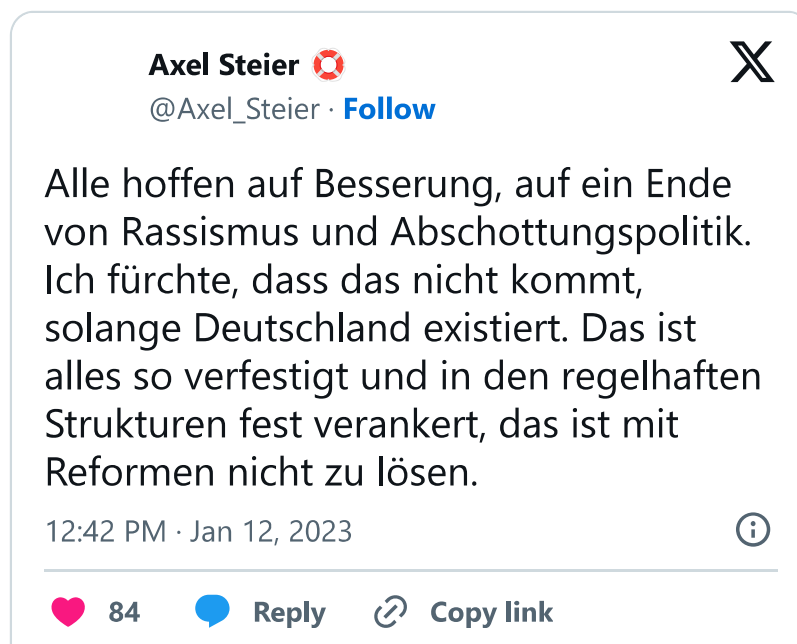 Axel Steier
@Axel_Steier · Follow
Alle hoffen auf Besserung, auf ein Ende
von Rassismus und Abschottungspolitik.
Ich fürchte, dass das nicht kommt,
solange Deutschland existiert. Das ist
alles so verfestigt und in den regelhaften
Strukturen fest verankert, das ist mit
Reformen nicht zu lösen.
12:42 PM · Jan 12, 2023
84 Reply Copy link